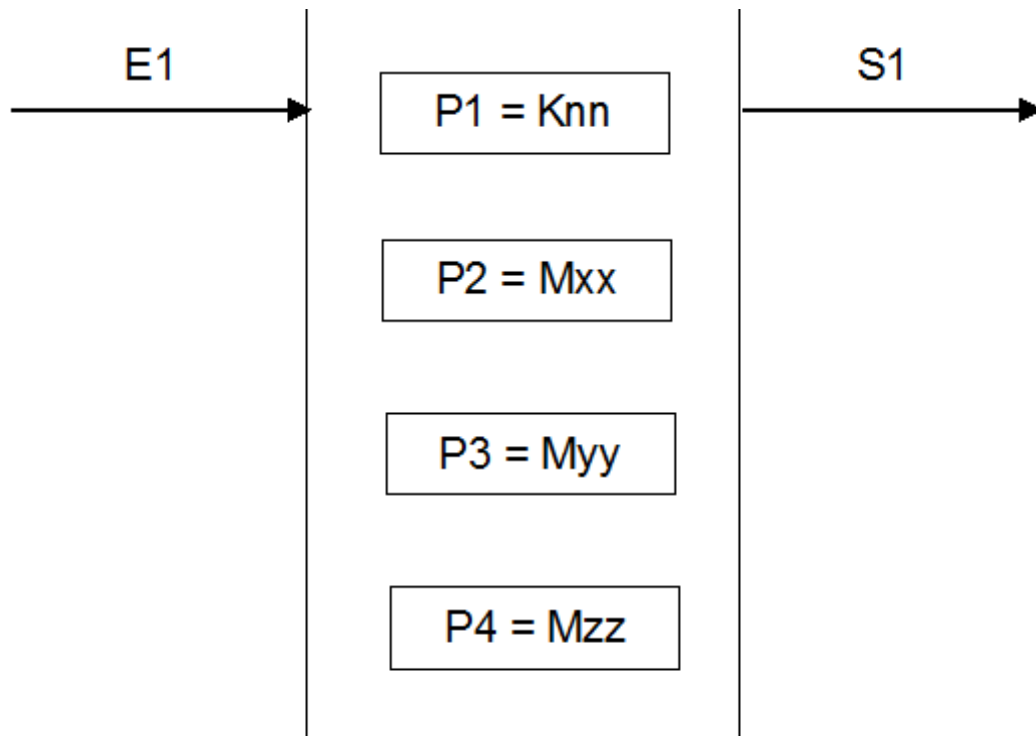 E1
S1
P1 = Knn
P2 = Mxx
P3 = Myy
P4 = Mzz